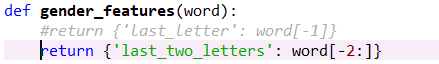 def gender_features(word):
    #return {'last_letter': word[-1]}
    return {'last_two_letters': word[-2:]}